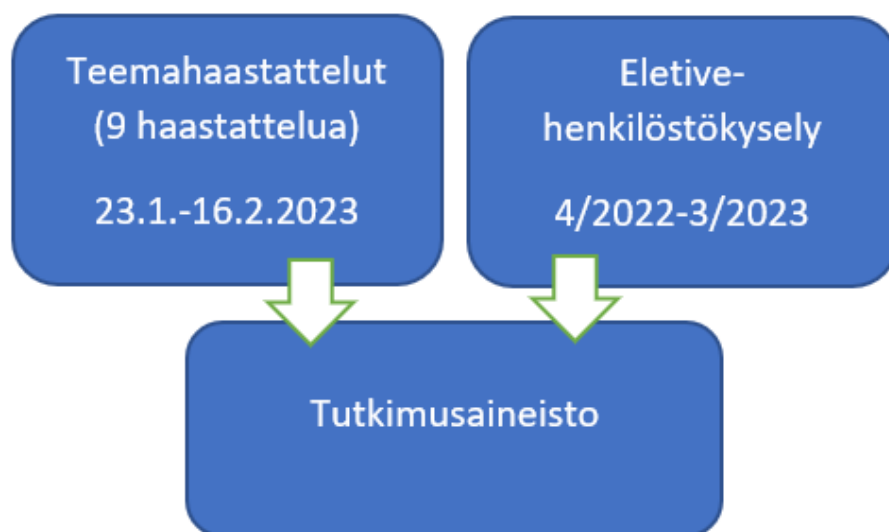 Teemahaastattelut
(9 haastattelua)
23.1.-16.2.2023
Eletive-
henkilöstökysely
4/2022-3/2023
Tutkimusaineisto